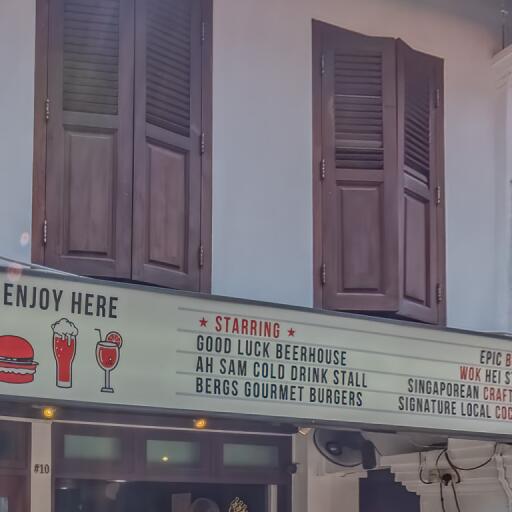 ENJOY HERE
★ STARRING ★
GOOD LUCK BEERHOUSE
AH SAM COLD DRINK STALL
BERGS GOURMET BURGERS
EPIC
WOK HEI
SINGAPOREAN CRAFT
SIGNATURE LOCAL
#10